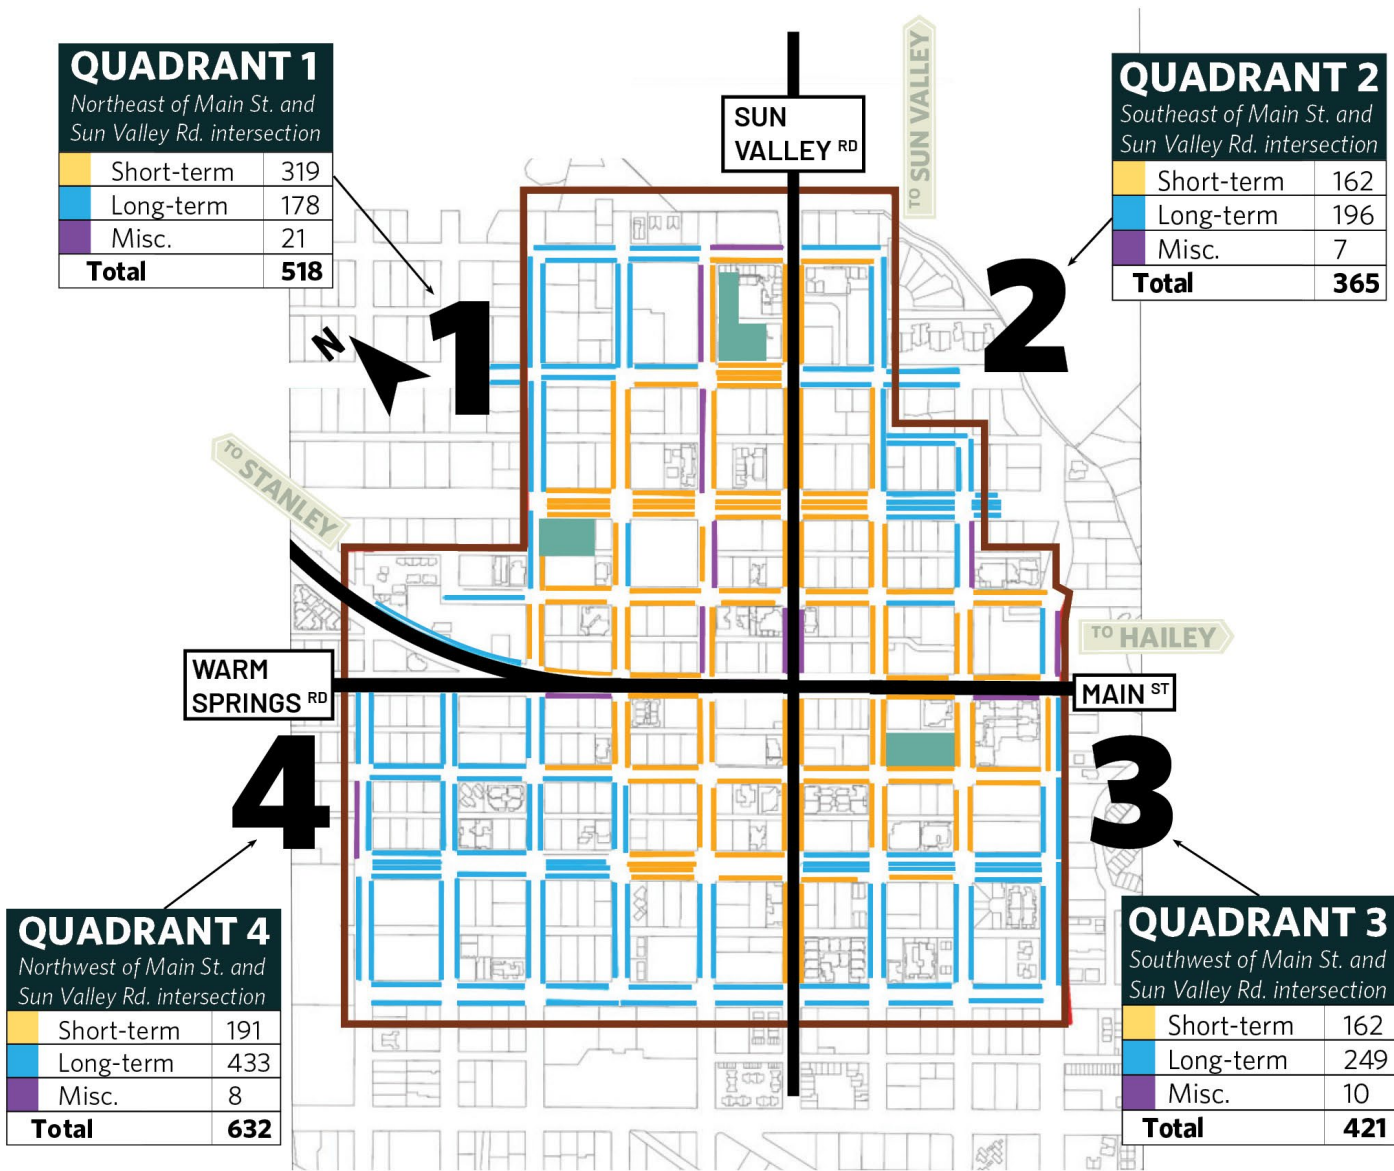 QUADRANT 1
Northeast of Main St. and
Sun Valley Rd. intersection
Short-term 319
Long-term 178
Misc. 21
Total 518
SUN
VALLEY RD
TO SUN VALLEY
QUADRANT 2
Southeast of Main St. and
Sun Valley Rd. intersection
Short-term 162
Long-term 196
Misc. 7
Total 365
1
2
N
TO STANLEY
TO HAILEY
WARM
SPRINGS RD
MAIN ST
4
3
QUADRANT 4
Northwest of Main St. and
Sun Valley Rd. intersection
Short-term 191
Long-term 433
Misc. 8
Total 632
QUADRANT 3
Southwest of Main St. and
Sun Valley Rd. intersection
Short-term 162
Long-term 249
Misc. 10
Total 421